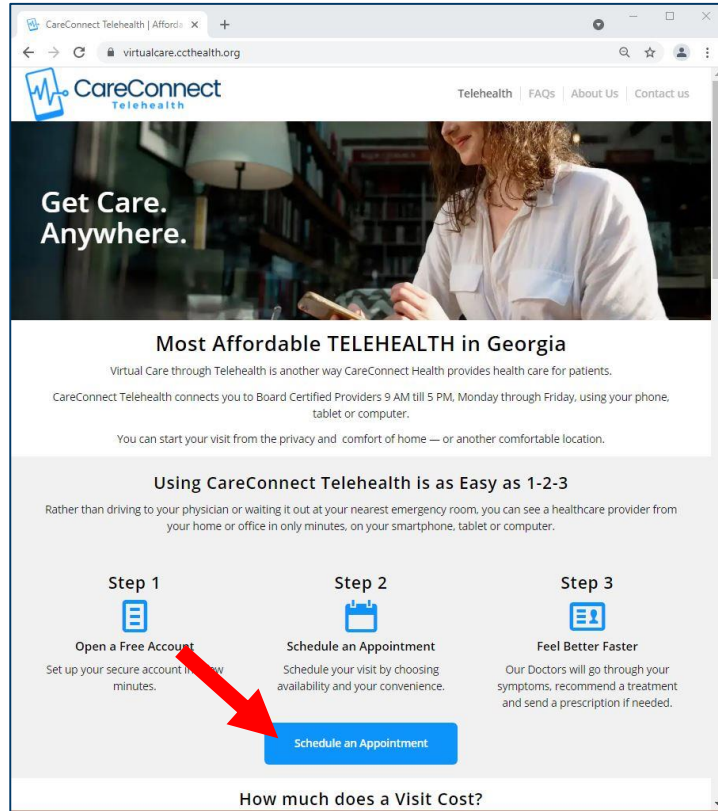 CareConnect Telehealth | Afforda
virtualcare.ccthealth.org
CareConnect
Telehealth
Telehealth FAQs About Us Contact us
Get Care.
Anywhere.
Most Affordable TELEHEALTH in Georgia
Virtual Care through Telehealth is another way CareConnect Health provides health care for patients.
CareConnect Telehealth connects you to Board Certified Providers 9 AM till 5 PM, Monday through Friday, using your phone,
tablet or computer.
You can start your visit from the privacy and comfort of home — or another comfortable location.
Using CareConnect Telehealth is as Easy as 1-2-3
Rather than driving to your physician or waiting it out at your nearest emergency room, you can see a healthcare provider from
your home or office in only minutes, on your smartphone, tablet or computer.
Step 1 Step 2 Step 3
Open a Free Account Schedule an Appointment Feel Better Faster
Set up your secure account in Schedule your visit by choosing Our Doctors will go through your
minutes. availability and your convenience. symptoms, recommend a treatment
and send a prescription if needed.
Schedule an Appointment
How much does a Visit Cost?